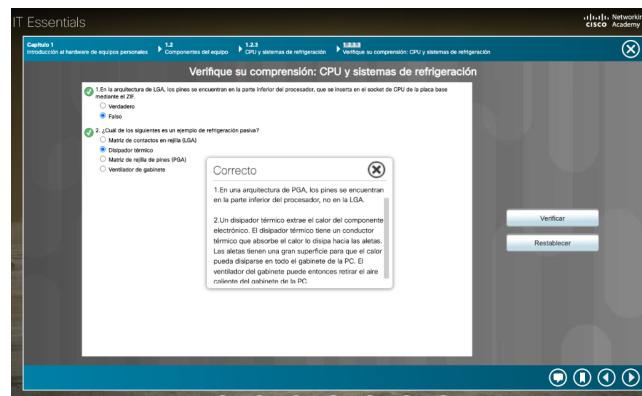 IT Essentials
Networkin
CISCO Academy
Capítulo 1
Introducción al hardware de equipos personales
1.2
Componentes del equipo
1.2.3
CPU y sistemas de refrigeración
Verifique su comprensión: CPU y sistemas de refrigeración
Verifique su comprensión: CPU y sistemas de refrigeración
1.En la arquitectura de LGA, los pines se encuentran en la parte inferior del procesador, que se inserta en el socket de CPU de la placa base
mediante el ZIF.
Verdadero
Falso
2. ¿Cuál de los siguientes es un ejemplo de refrigeración pasiva?
Matriz de contactos en rejilla (LGA)
Disipador térmico
Matriz de rejilla de pines (PGA)
Ventilador de gabinete
Correcto
1.En una arquitectura de PGA, los pines se encuentran
en la parte inferior del procesador, no en la LGA.
2.Un disipador térmico extrae el calor del componente
electrónico. El disipador térmico tiene un conductor
térmico que absorbe el calor lo disipa hacia las aletas.
Las aletas tienen una gran superficie para que el calor
pueda disiparse en todo el gabinete de la PC. El
ventilador del gabinete puede entonces retirar el aire
caliente del gabinete de la PC.
Verificar
Restablecer